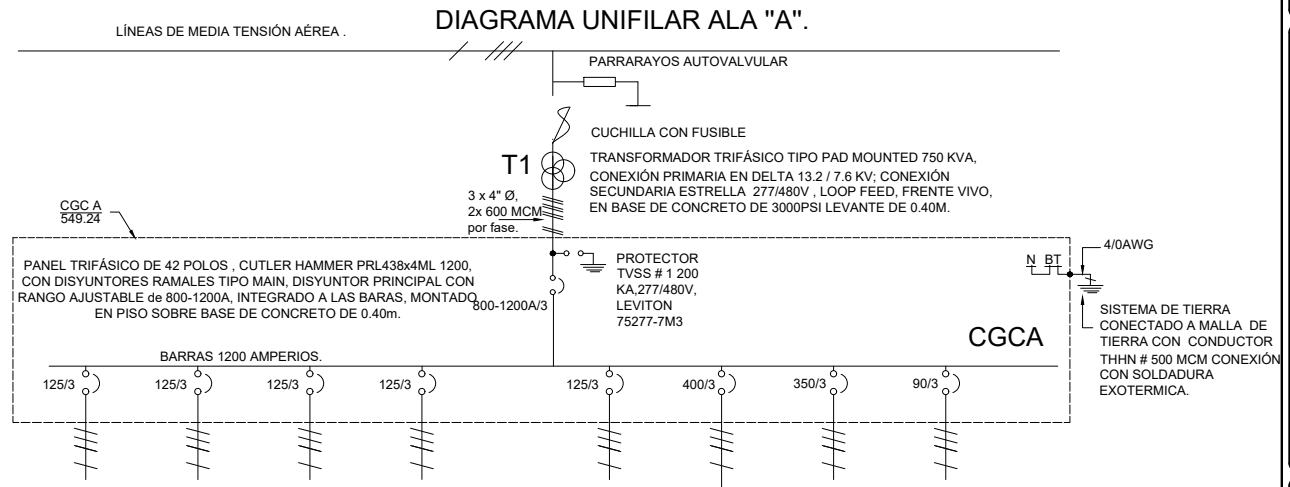 DIAGRAMA UNIFILAR ALA "A".
LÍNEAS DE MEDIA TENSIÓN AÉREA .
PARRARAYOS AUTOVALVULAR
CUCHILLA CON FUSIBLE
T1
TRANSFORMADOR TRIFÁSICO TIPO PAD MOUNTED 750 KVA,
CONEXIÓN PRIMARIA EN DELTA 13.2 / 7.6 KV; CONEXIÓN
SECUNDARIA ESTRELLA 277/480V , LOOP FEED, FRENTE VIVO,
EN BASE DE CONCRETO DE 3000PSI LEVANTE DE 0.40M.
3 x 4" Ø,
2x 600 MCM
por fase.
CGC A
549.24
PANEL TRIFÁSICO DE 42 POLOS , CUTLER HAMMER PRL438x4ML 1200,
CON DISYUNTORES RAMALES TIPO MAIN, DISYUNTOR PRINCIPAL CON
RANGO AJUSTABLE de 800-1200A, INTEGRADO A LAS BARAS, MONTADO
EN PISO SOBRE BASE DE CONCRETO DE 0.40m.
800-1200A/3
PROTECTOR
TVSS # 1 200
KA,277/480V,
LEVITON
75277-7M3
N BT
4/0AWG
SISTEMA DE TIERRA
CONECTADO A MALLA DE
TIERRA CON CONDUCTOR
THHN # 500 MCM CONEXIÓN
CON SOLDADURA
EXOTERMICA.
CGCA
BARRAS 1200 AMPERIOS.
125/3
125/3
125/3
125/3
125/3
400/3
350/3
90/3